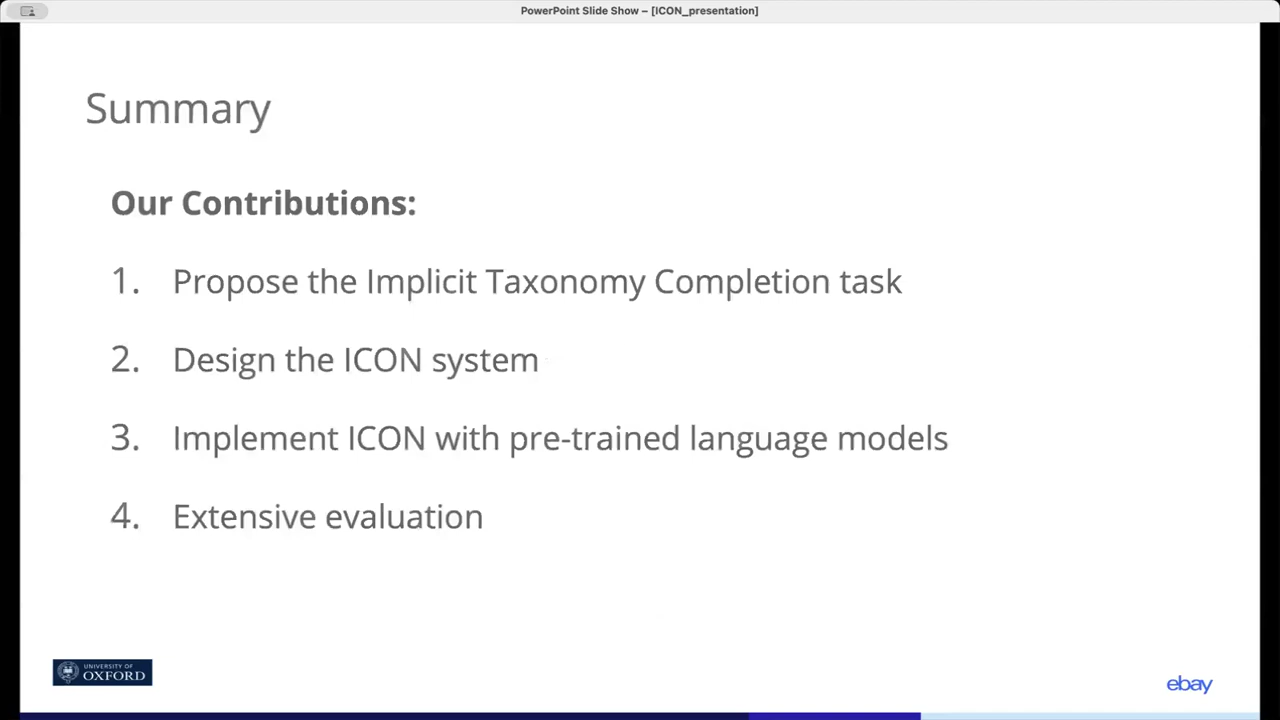 PowerPoint Slide Show – [ICON_presentation]
Summary
Our Contributions:
1. Propose the Implicit Taxonomy Completion task
2. Design the ICON system
3. Implement ICON with pre-trained language models
4. Extensive evaluation
UNIVERSITY OF
OXFORD
ebay